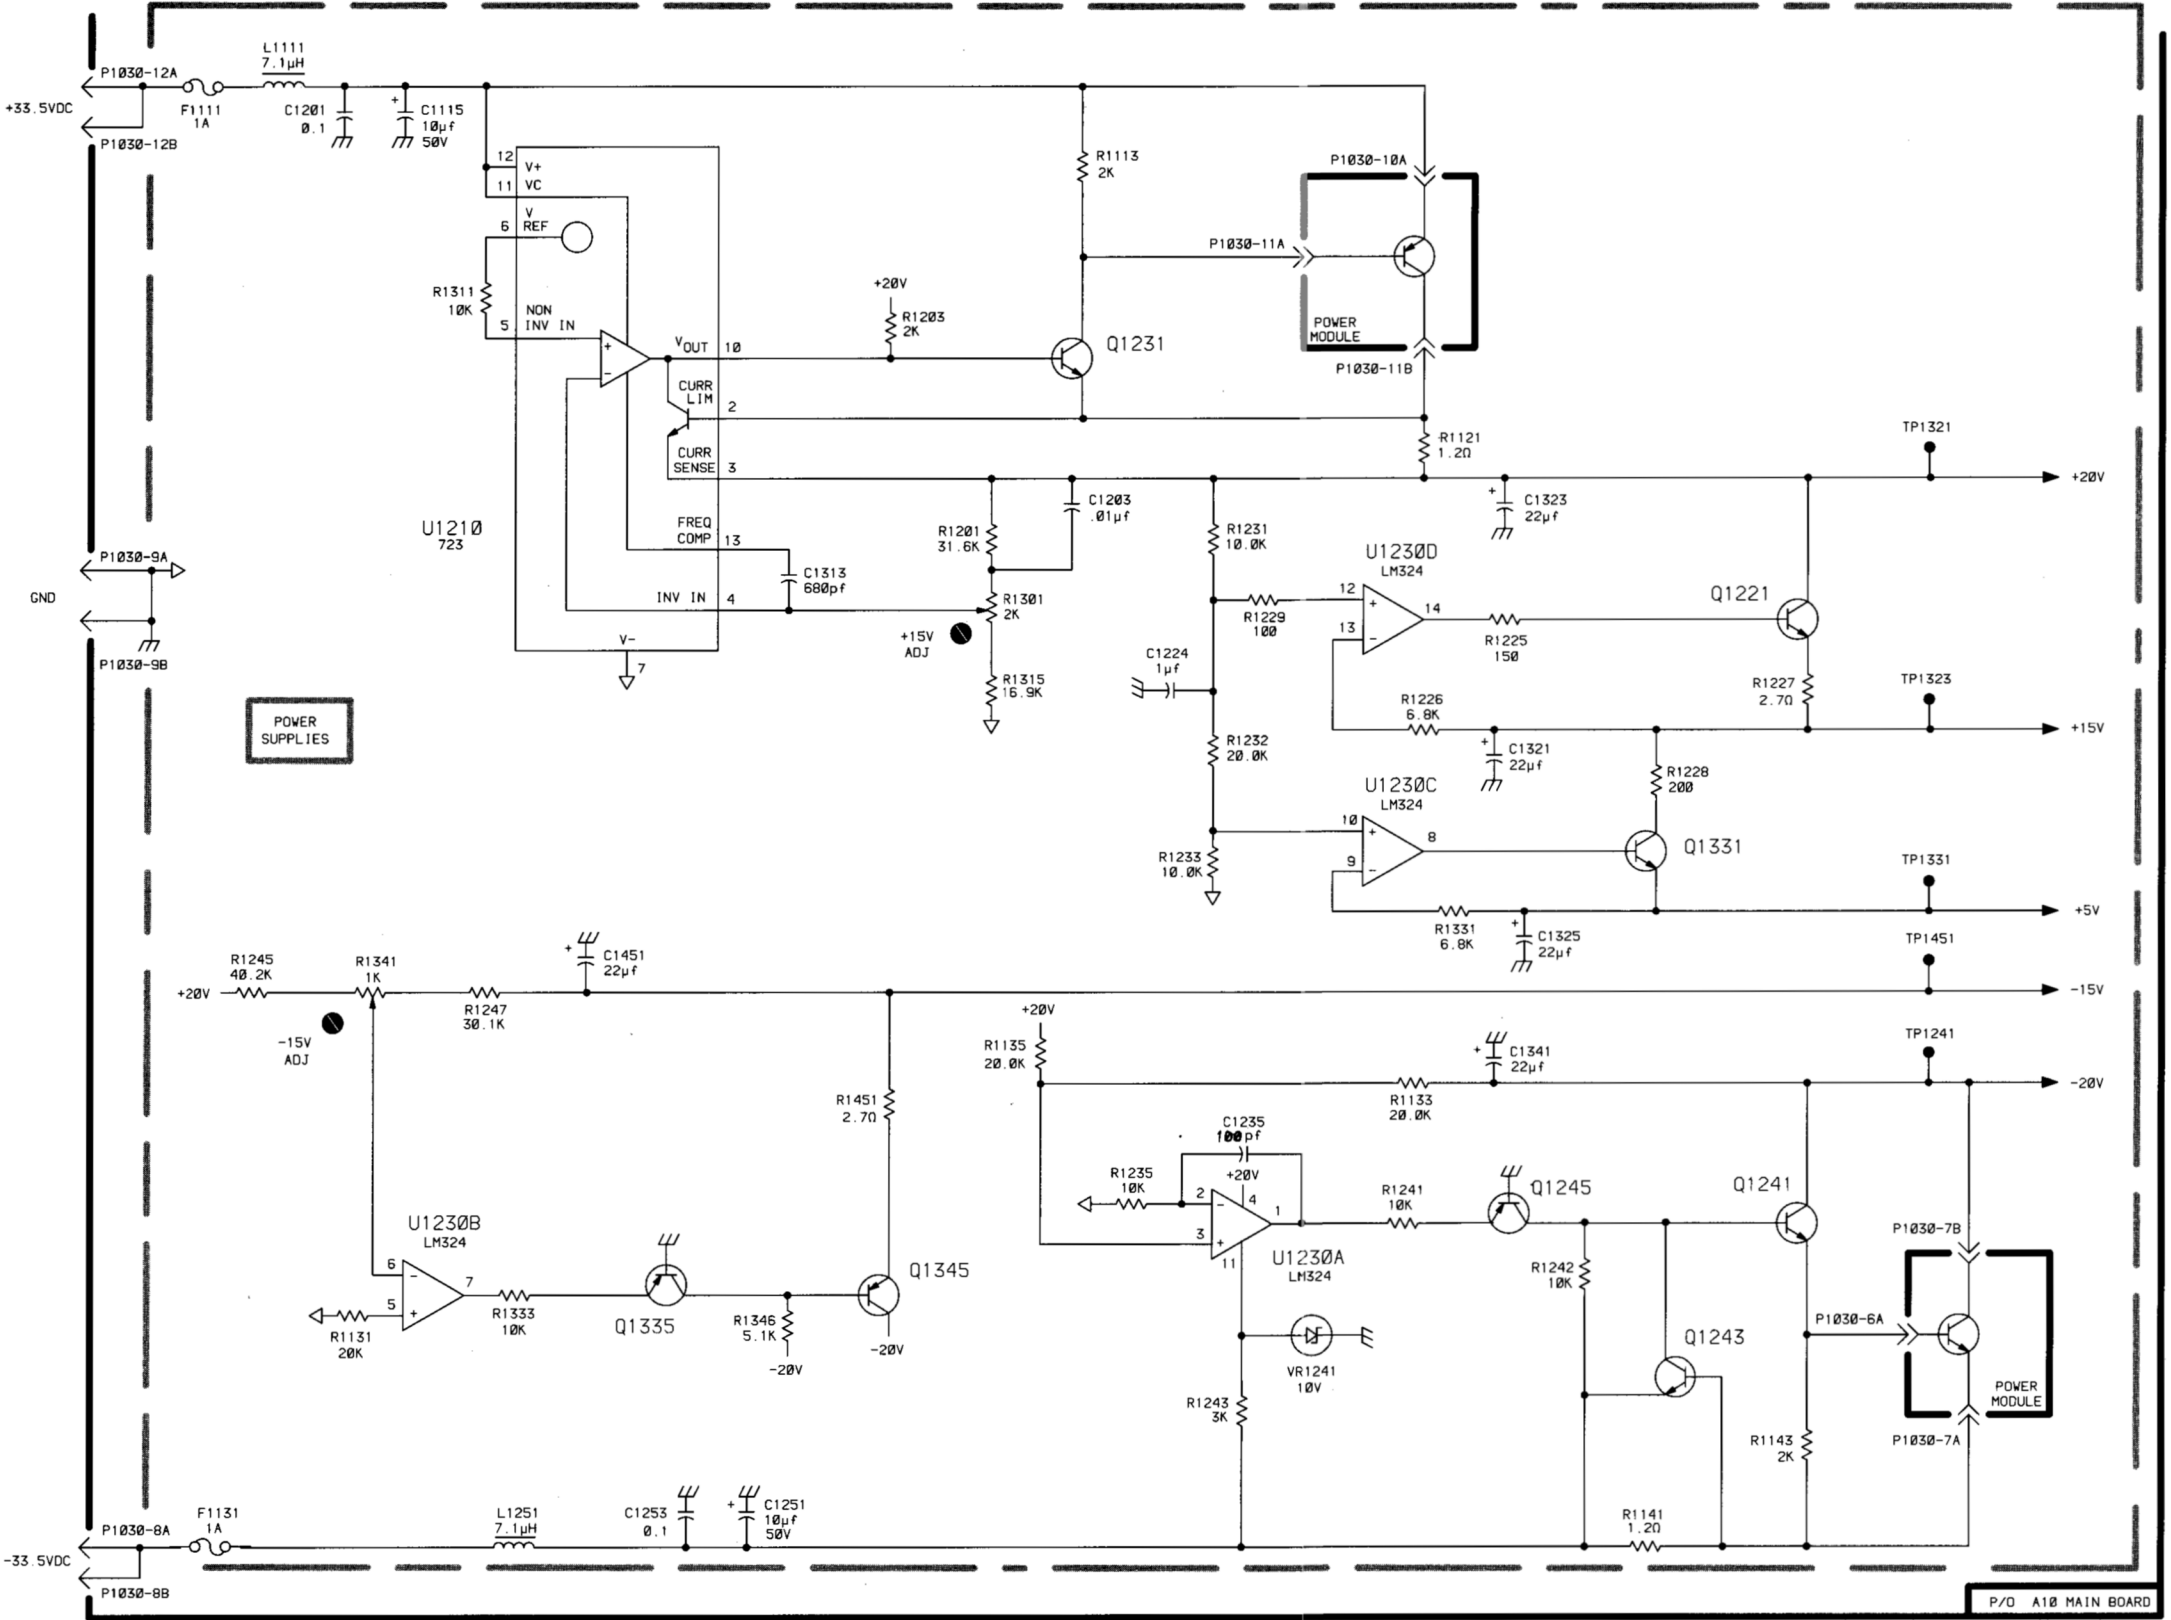 L1111
7.1µH
P1030-12A
+33.5VDC
F1111
1A
P1030-12B
C1201
0.1
+
C1115
10µf
50V
12
V+
11
VC
V
REF
6
R1311
10K
NON
INV IN
5
+
−
VOUT
10
CURR
LIM
2
CURR
SENSE
3
FREQ
COMP
13
INV IN
4
V−
7
U1210
723
C1313
680pf
+20V
R1203
2K
R1113
2K
Q1231
P1030-10A
P1030-11A
POWER
MODULE
P1030-11B
R1121
1.2Ω
TP1321
+20V
+
C1323
22µf
R1201
31.6K
C1203
.01µf
R1301
2K
+15V
ADJ
R1315
16.9K
R1231
10.0K
R1229
100
C1224
1µf
R1232
20.0K
R1233
10.0K
U1230D
LM324
12
+
13
−
14
R1225
150
Q1221
R1227
2.7Ω
R1226
6.8K
TP1323
+15V
+
C1321
22µf
R1228
200
U1230C
LM324
10
+
9
−
8
Q1331
R1331
6.8K
+
C1325
22µf
TP1331
+5V
P1030-9A
GND
P1030-9B
POWER
SUPPLIES
+20V
R1245
40.2K
R1341
1K
-15V
ADJ
R1247
30.1K
+
C1451
22µf
TP1451
-15V
R1451
2.7Ω
U1230B
LM324
6
−
5
+
7
R1131
20K
R1333
10K
Q1335
R1346
5.1K
-20V
Q1345
-20V
+20V
R1135
20.0K
R1133
20.0K
+
C1341
22µf
TP1241
-20V
C1235
100pf
+20V
R1235
10K
2
−
4
1
3
+
11
U1230A
LM324
R1241
10K
Q1245
R1242
10K
Q1241
Q1243
P1030-7B
P1030-6A
POWER
MODULE
P1030-7A
VR1241
10V
R1243
3K
R1143
2K
R1141
1.2Ω
P1030-8A
-33.5VDC
P1030-8B
F1131
1A
L1251
7.1µH
C1253
0.1
+
C1251
10µf
50V
P/O A10 MAIN BOARD